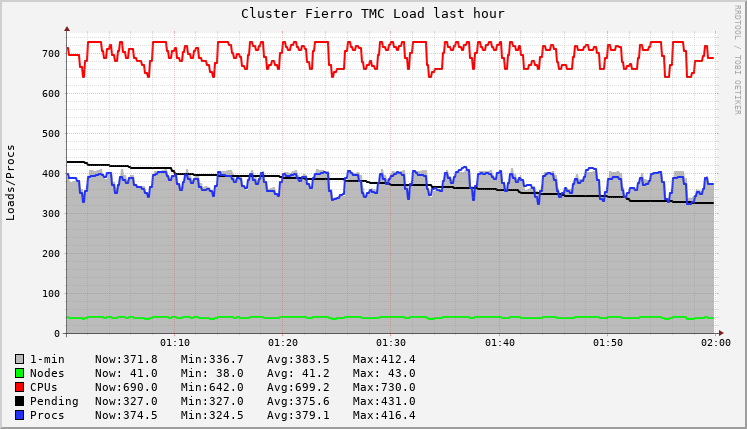 Cluster Fierro TMC Load last hour
RRDTOOL / TOBI OETIKER
Loads/Procs
700
600
500
400
300
200
100
0
01:10 01:20 01:30 01:40 01:50 02:00
1-min Now:371.8 Min:336.7 Avg:383.5 Max:412.4
Nodes Now: 41.0 Min: 38.0 Avg: 41.2 Max: 43.0
CPUs Now:690.0 Min:642.0 Avg:699.2 Max:730.0
Pending Now:327.0 Min:327.0 Avg:375.6 Max:431.0
Procs Now:374.5 Min:324.5 Avg:379.1 Max:416.4